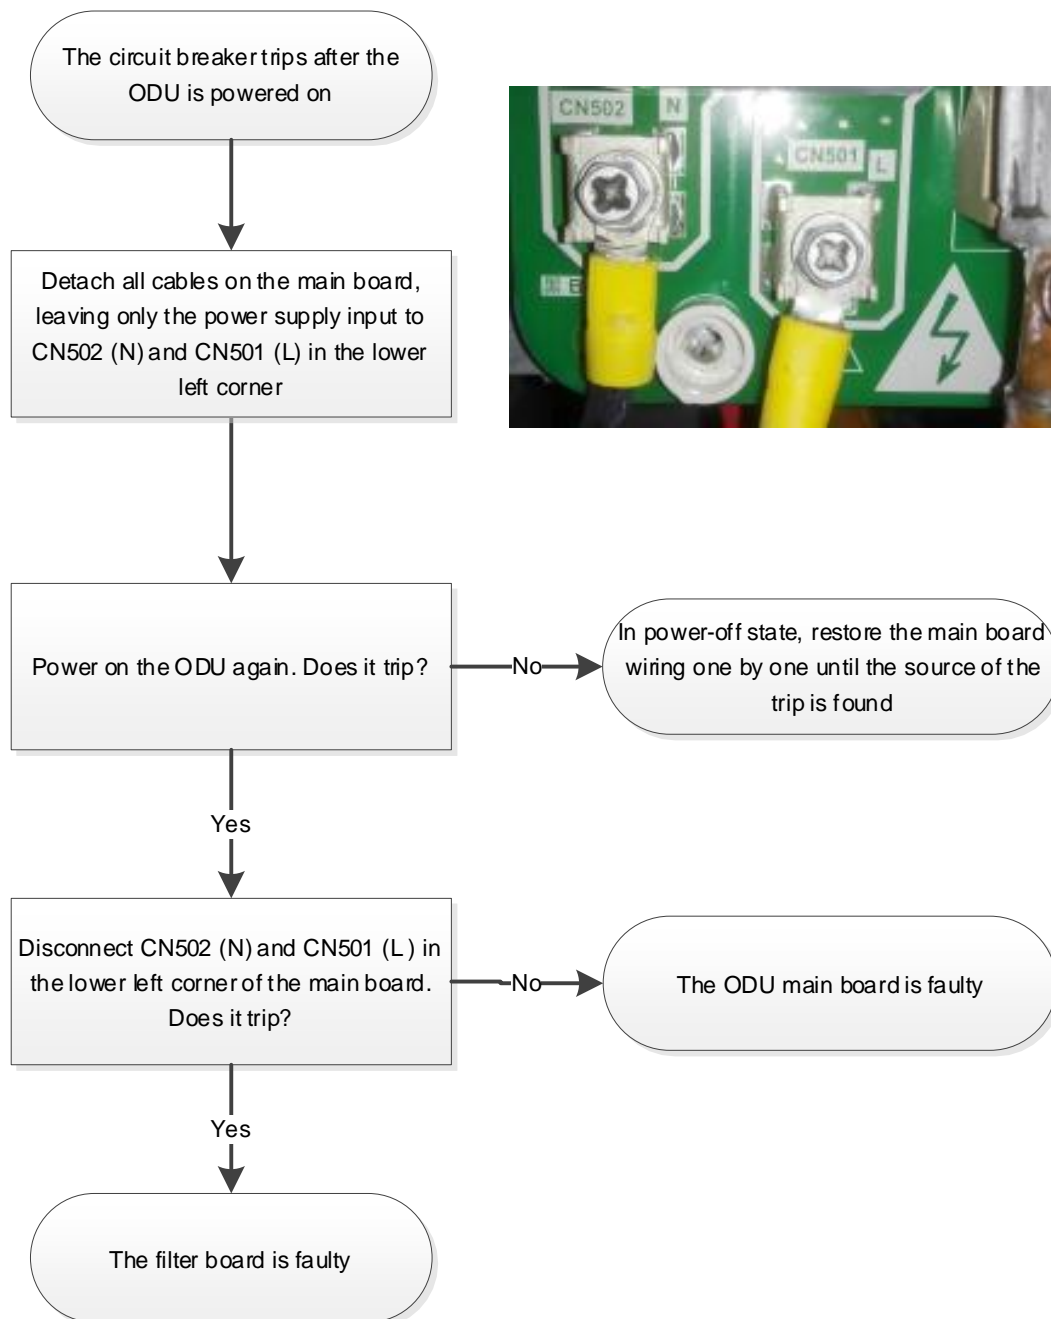 The circuit breaker trips after the
ODU is powered on
CN502
N
CN501
L
Detach all cables on the main board,
leaving only the power supply input to
CN502 (N) and CN501 (L) in the lower
left corner
Power on the ODU again. Does it trip?
No
In power-off state, restore the main board
wiring one by one until the source of the
trip is found
Yes
Disconnect CN502 (N) and CN501 (L) in
the lower left corner of the main board.
Does it trip?
No
The ODU main board is faulty
Yes
The filter board is faulty